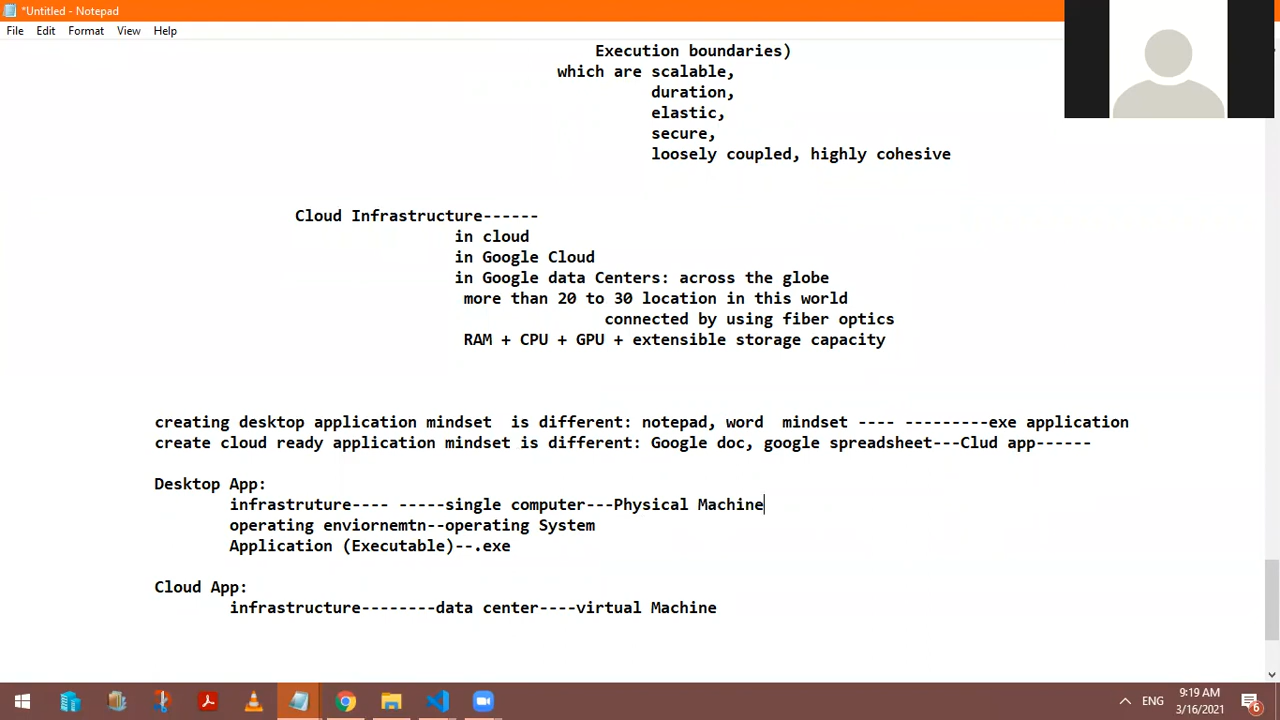 *Untitled - Notepad
File Edit Format View Help
Execution boundaries)
which are scalable,
duration,
elastic,
secure,
loosely coupled, highly cohesive
Cloud Infrastructure------
in cloud
in Google Cloud
in Google data Centers: across the globe
more than 20 to 30 location in this world
connected by using fiber optics
RAM + CPU + GPU + extensible storage capacity
creating desktop application mindset  is different: notepad, word  mindset ---- ---------exe application
create cloud ready application mindset is different: Google doc, google spreadsheet---Clud app------
Desktop App:
infrastruture---- -----single computer---Physical Machine
operating enviornemtn--operating System
Application (Executable)--.exe
Cloud App:
infrastructure--------data center----virtual Machine
ENG
9:19 AM
3/16/2021
6